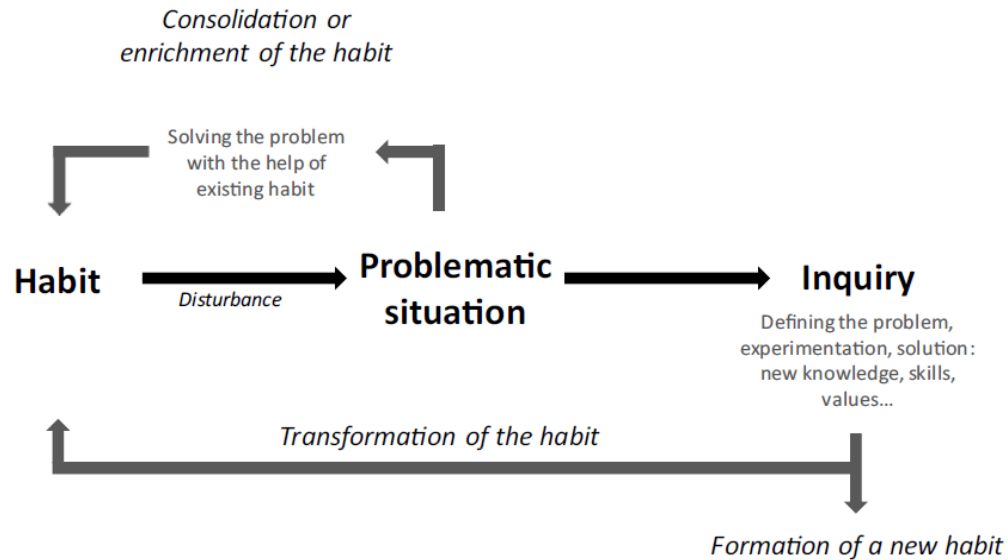 Consolidation or
enrichment of the habit
Solving the problem
with the help of
existing habit
Habit
Disturbance
Problematic
situation
Inquiry
Defining the problem,
experimentation, solution:
new knowledge, skills,
values...
Transformation of the habit
Formation of a new habit